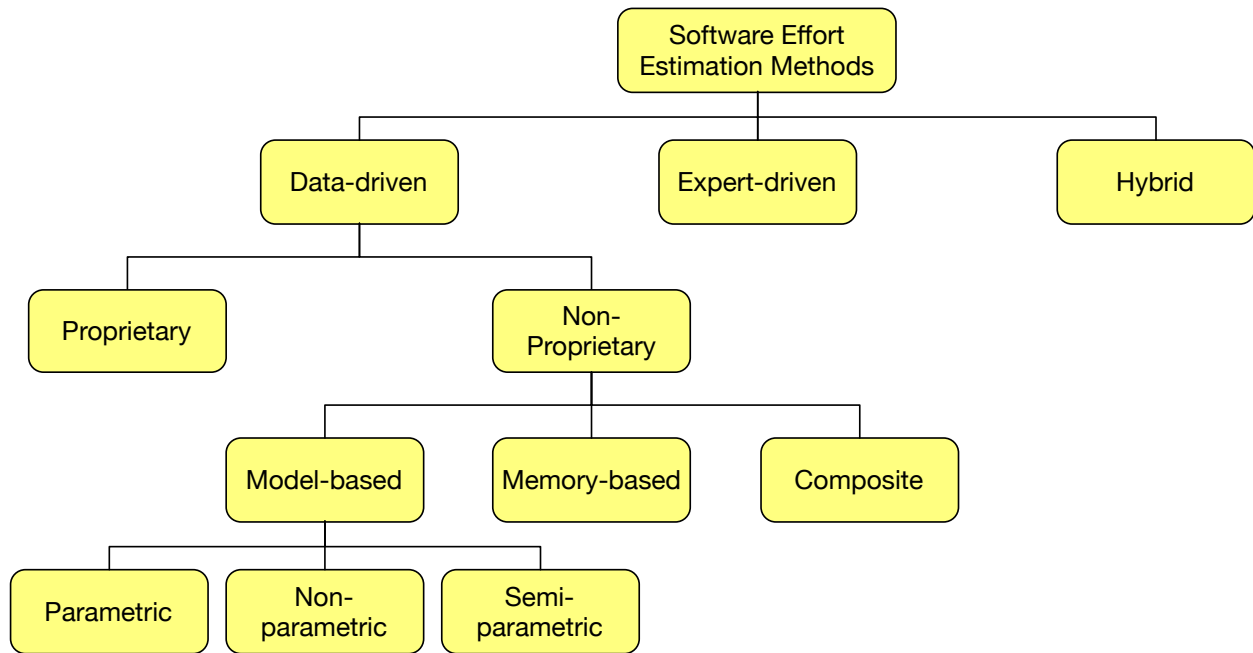 Software Effort
Estimation Methods
Data-driven
Expert-driven
Hybrid
Proprietary
Non-
Proprietary
Model-based
Memory-based
Composite
Parametric
Non-
parametric
Semi-
parametric